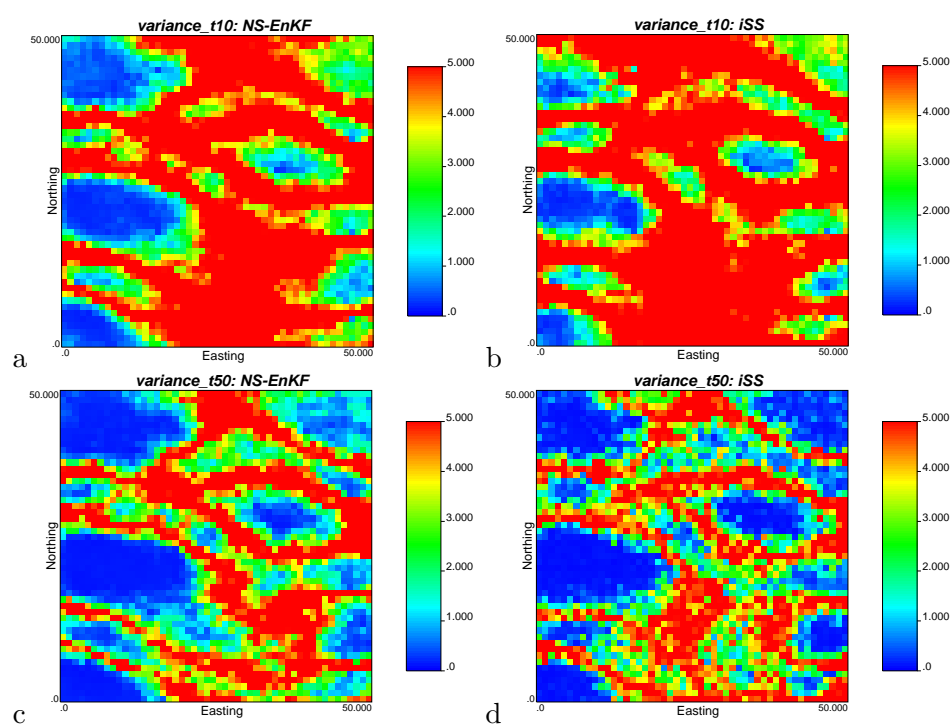 variance_t10: NS-EnKF
50.000
Northing
.0
.0
Easting
50.000
5.000
4.000
3.000
2.000
1.000
.0
a
variance_t10: iSS
50.000
Northing
.0
.0
Easting
50.000
5.000
4.000
3.000
2.000
1.000
.0
b
variance_t50: NS-EnKF
50.000
Northing
.0
.0
Easting
50.000
5.000
4.000
3.000
2.000
1.000
.0
c
variance_t50: iSS
50.000
Northing
.0
.0
Easting
50.000
5.000
4.000
3.000
2.000
1.000
.0
d